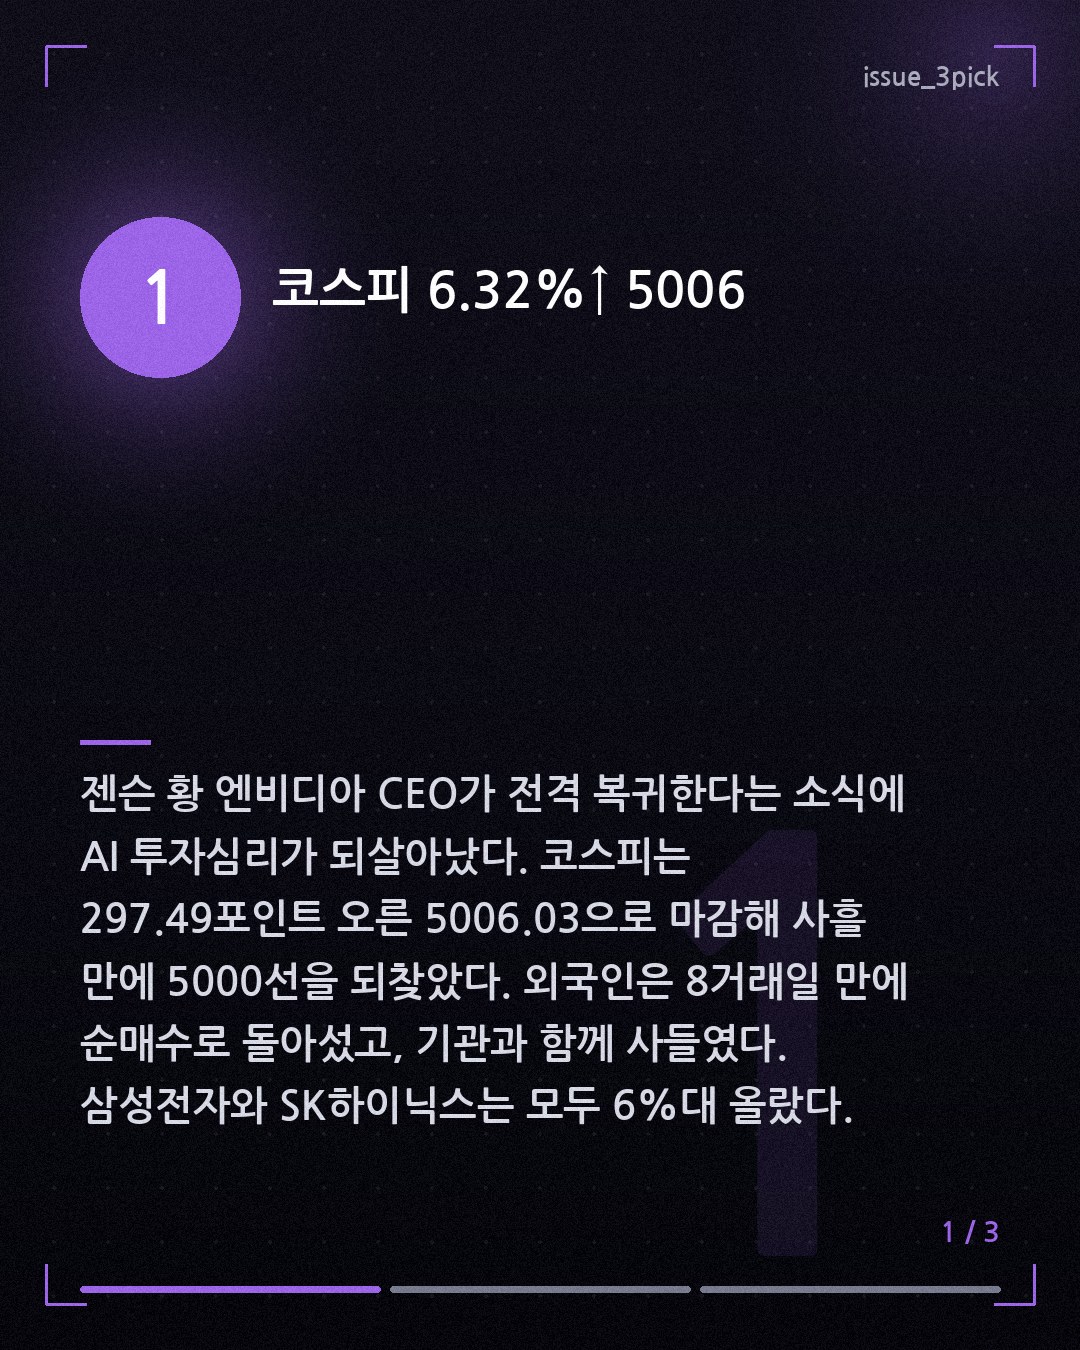 issue_3pick
1
코스피 6.32%↑ 5006
젠슨 황 엔비디아 CEO가 전격 복귀한다는 소식에
AI 투자심리가 되살아났다. 코스피는
297.49포인트 오른 5006.03으로 마감해 사흘
만에 5000선을 되찾았다. 외국인은 8거래일 만에
순매수로 돌아섰고, 기관과 함께 사들였다.
삼성전자와 SK하이닉스는 모두 6%대 올랐다.
1
1 / 3